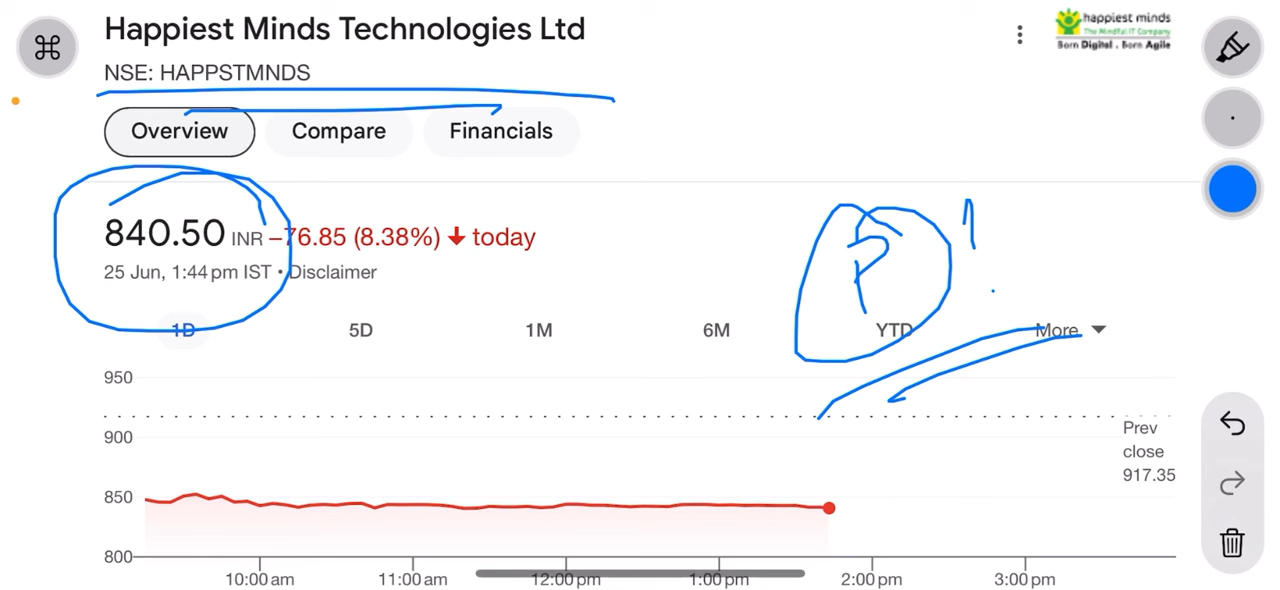 Happiest Minds Technologies Ltd
happiest minds
The Mindful IT Company
Born Digital . Born Agile
NSE: HAPPSTMNDS
Overview Compare Financials
840.50 INR −76.85 (8.38%) ↓ today
25 Jun, 1:44 pm IST • Disclaimer
P
1D 5D 1M 6M YTD More
950
900
850
800
Prev
close
917.35
10:00 am 11:00 am 12:00 pm 1:00 pm 2:00 pm 3:00 pm